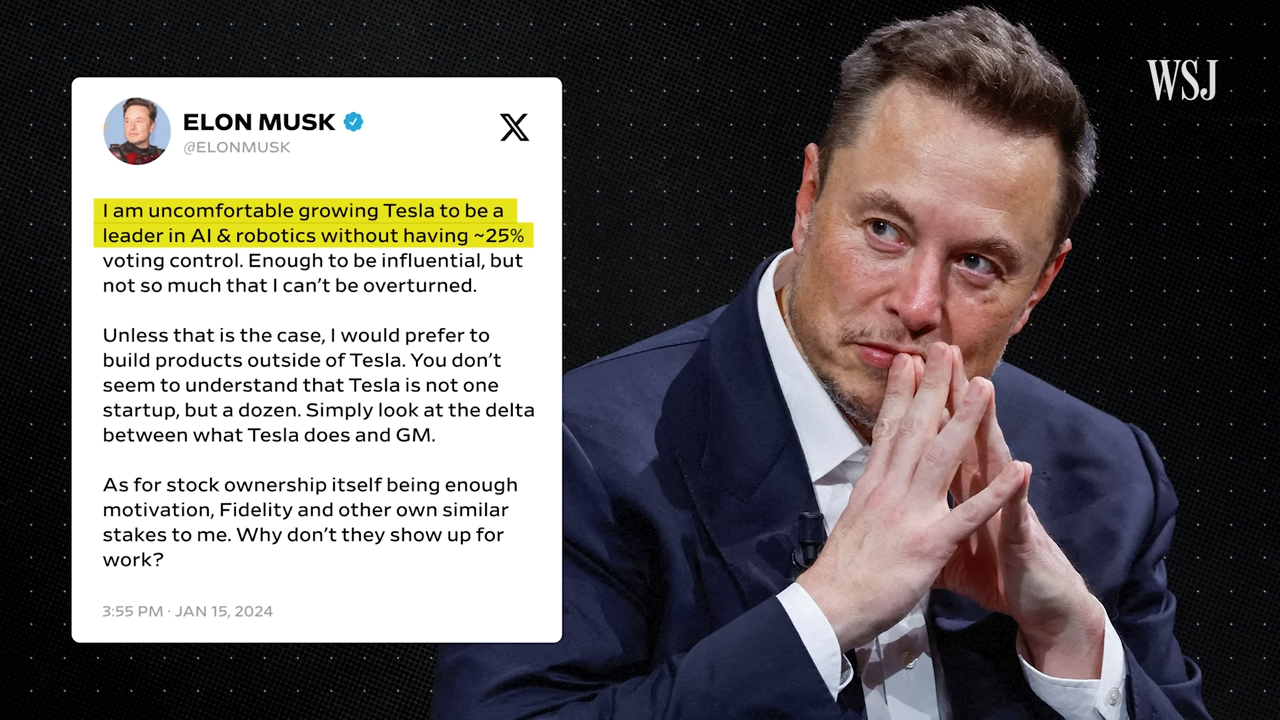 WSJ
ELON MUSK
@ELONMUSK
X
I am uncomfortable growing Tesla to be a
leader in AI & robotics without having ~25%
voting control. Enough to be influential, but
not so much that I can’t be overturned.
Unless that is the case, I would prefer to
build products outside of Tesla. You don’t
seem to understand that Tesla is not one
startup, but a dozen. Simply look at the delta
between what Tesla does and GM.
As for stock ownership itself being enough
motivation, Fidelity and other own similar
stakes to me. Why don’t they show up for
work?
3:55 PM · JAN 15, 2024